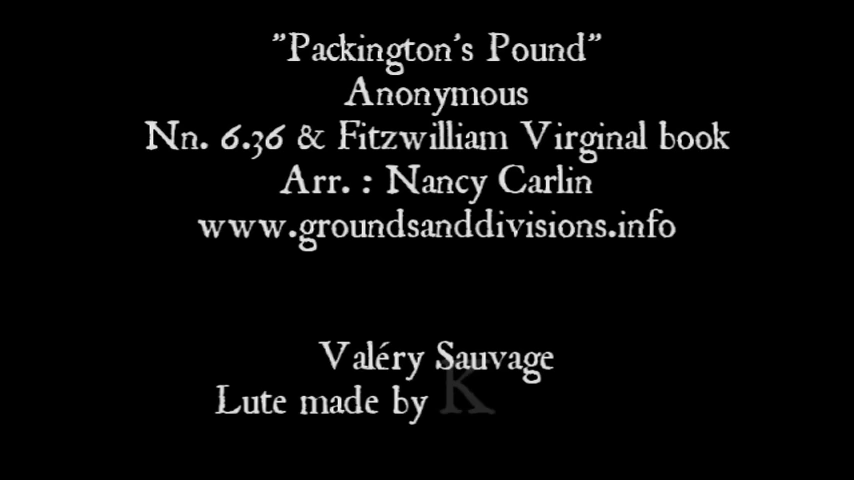 "Packington's Pound"
Anonymous
Nn. 6.36 & Fitzwilliam Virginal book
Arr. : Nancy Carlin
www.groundsanddivisions.info
Valéry Sauvage
Lute made by K